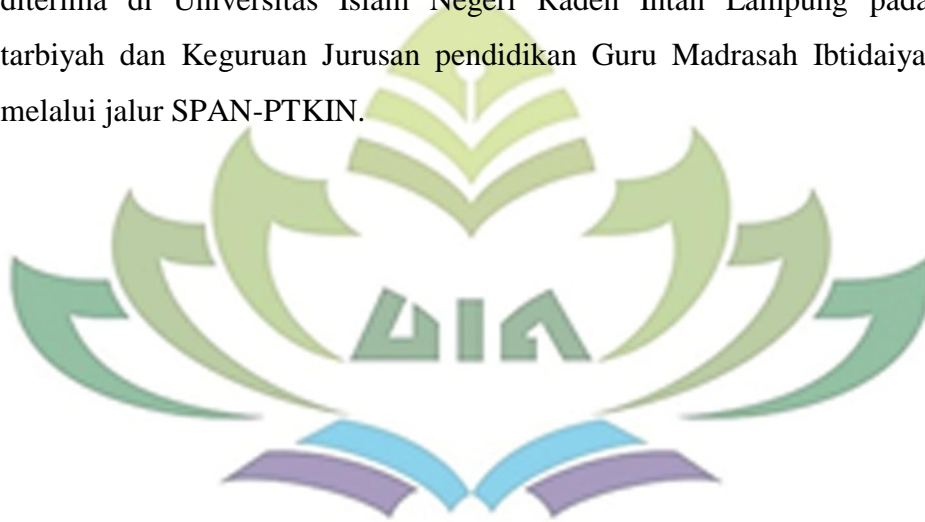 diterima di Universitas Islam Negeri Raden Intan Lampung pada
tarbiyah dan Keguruan Jurusan pendidikan Guru Madrasah Ibtidaiya
melalui jalur SPAN-PTKIN.
UIN